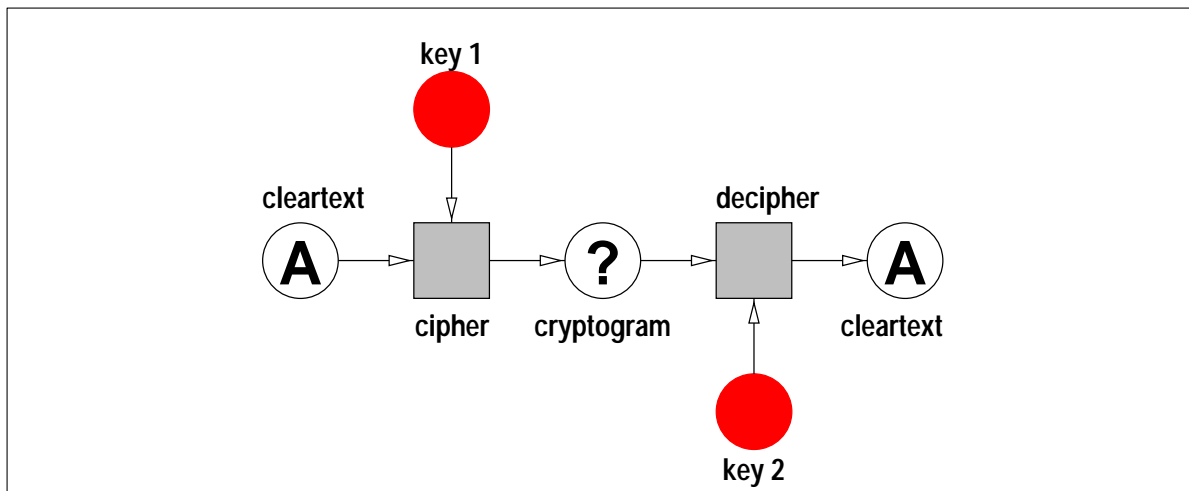 key 1
cleartext
decipher
A
?
A
cipher
cryptogram
cleartext
key 2